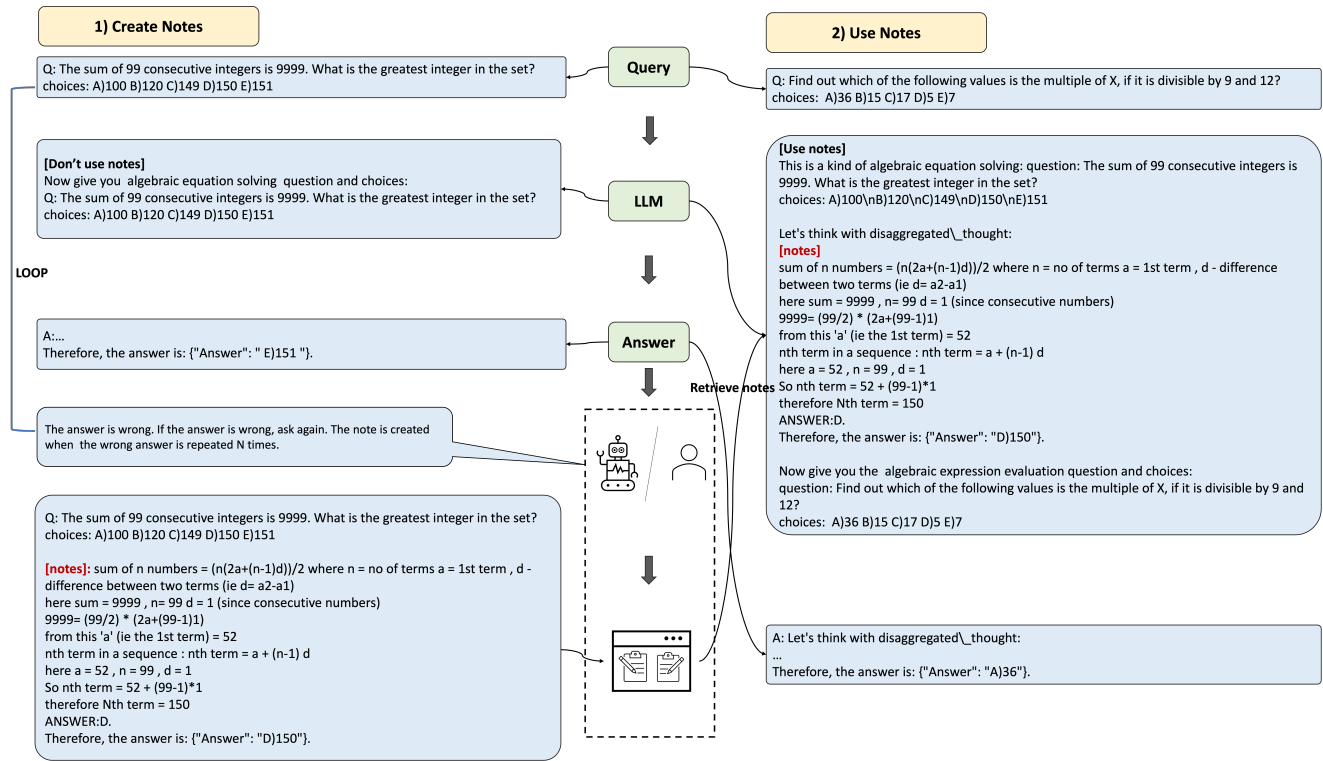 1) Create Notes
Q: The sum of 99 consecutive integers is 9999. What is the greatest integer in the set?
choices: A)100 B)120 C)149 D)150 E)151
[Don't use notes]
Now give you  algebraic equation solving  question and choices:
Q: The sum of 99 consecutive integers is 9999. What is the greatest integer in the set?
choices: A)100 B)120 C)149 D)150 E)151
LOOP
A:...
Therefore, the answer is: {"Answer": " E)151 "}.
The answer is wrong. If the answer is wrong, ask again. The note is created
when  the wrong answer is repeated N times.
Q: The sum of 99 consecutive integers is 9999. What is the greatest integer in the set?
choices: A)100 B)120 C)149 D)150 E)151
[notes]: sum of n numbers = (n(2a+(n-1)d))/2 where n = no of terms a = 1st term , d -
difference between two terms (ie d= a2-a1)
here sum = 9999 , n= 99 d = 1 (since consecutive numbers)
9999= (99/2) * (2a+(99-1)1)
from this 'a' (ie the 1st term) = 52
nth term in a sequence : nth term = a + (n-1) d
here a = 52 , n = 99 , d = 1
So nth term = 52 + (99-1)*1
therefore Nth term = 150
ANSWER:D.
Therefore, the answer is: {"Answer": "D)150"}.
Query
LLM
Answer
Retrieve notes
2) Use Notes
Q: Find out which of the following values is the multiple of X, if it is divisible by 9 and 12?
choices:  A)36 B)15 C)17 D)5 E)7
[Use notes]
This is a kind of algebraic equation solving: question: The sum of 99 consecutive integers is
9999. What is the greatest integer in the set?
choices: A)100\nB)120\nC)149\nD)150\nE)151
Let's think with disaggregated\_thought:
[notes]
sum of n numbers = (n(2a+(n-1)d))/2 where n = no of terms a = 1st term , d - difference
between two terms (ie d= a2-a1)
here sum = 9999 , n= 99 d = 1 (since consecutive numbers)
9999= (99/2) * (2a+(99-1)1)
from this 'a' (ie the 1st term) = 52
nth term in a sequence : nth term = a + (n-1) d
here a = 52 , n = 99 , d = 1
So nth term = 52 + (99-1)*1
therefore Nth term = 150
ANSWER:D.
Therefore, the answer is: {"Answer": "D)150"}.
Now give you the  algebraic expression evaluation question and choices:
question: Find out which of the following values is the multiple of X, if it is divisible by 9 and
12?
choices:  A)36 B)15 C)17 D)5 E)7
A: Let's think with disaggregated\_thought:
...
Therefore, the answer is: {"Answer": "A)36"}.